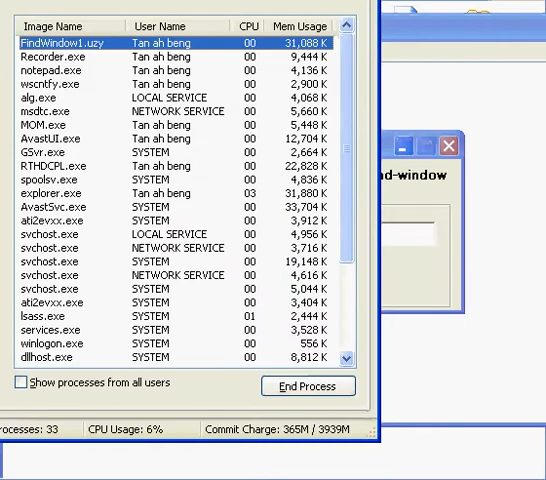 Image Name User Name CPU Mem Usage
FindWindow1.uzy Tan ah beng 00 31,088 K
Recorder.exe Tan ah beng 00 9,444 K
notepad.exe Tan ah beng 00 4,136 K
wscntfy.exe Tan ah beng 00 2,900 K
alg.exe LOCAL SERVICE 00 4,068 K
msdtc.exe NETWORK SERVICE 00 5,660 K
MOM.exe Tan ah beng 00 5,448 K
AvastUI.exe Tan ah beng 00 12,704 K
GSvr.exe SYSTEM 00 2,664 K
RTHDCPL.EXE Tan ah beng 00 22,828 K
spoolsv.exe SYSTEM 00 4,836 K
explorer.exe Tan ah beng 03 31,880 K
AvastSvc.exe SYSTEM 00 33,704 K
ati2evxx.exe SYSTEM 00 3,912 K
svchost.exe LOCAL SERVICE 00 4,956 K
svchost.exe NETWORK SERVICE 00 3,716 K
svchost.exe SYSTEM 00 19,148 K
svchost.exe NETWORK SERVICE 00 4,616 K
svchost.exe SYSTEM 00 5,044 K
ati2evxx.exe SYSTEM 00 3,404 K
lsass.exe SYSTEM 01 2,444 K
services.exe SYSTEM 00 3,528 K
winlogon.exe SYSTEM 00 556 K
dllhost.exe SYSTEM 00 8,812 K
nd-window
Show processes from all users
End Process
rocesses: 33 CPU Usage: 6% Commit Charge: 365M / 3939M